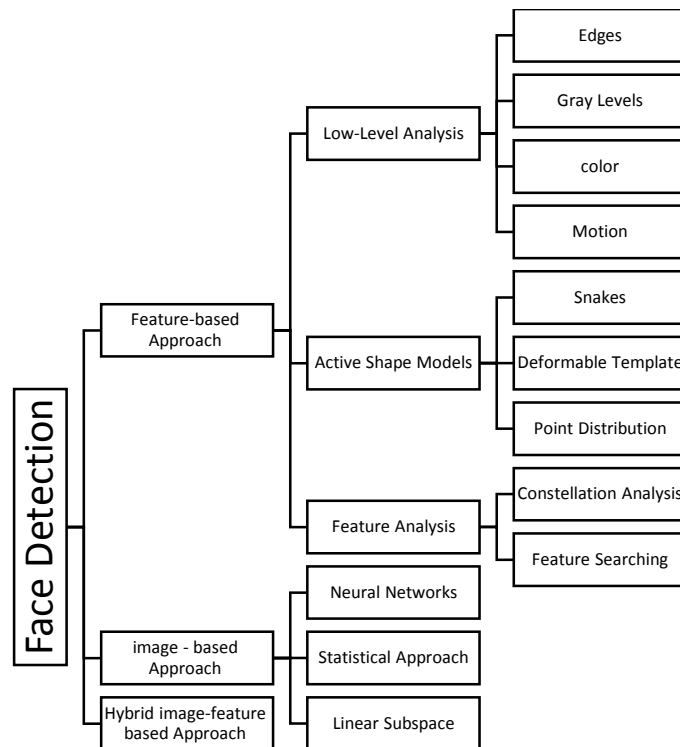 Face Detection
Feature-based
Approach
Low-Level Analysis
Edges
Gray Levels
color
Motion
Active Shape Models
Snakes
Deformable Template
Point Distribution
Feature Analysis
Constellation Analysis
Feature Searching
image - based
Approach
Neural Networks
Statistical Approach
Linear Subspace
Hybrid image-feature
based Approach